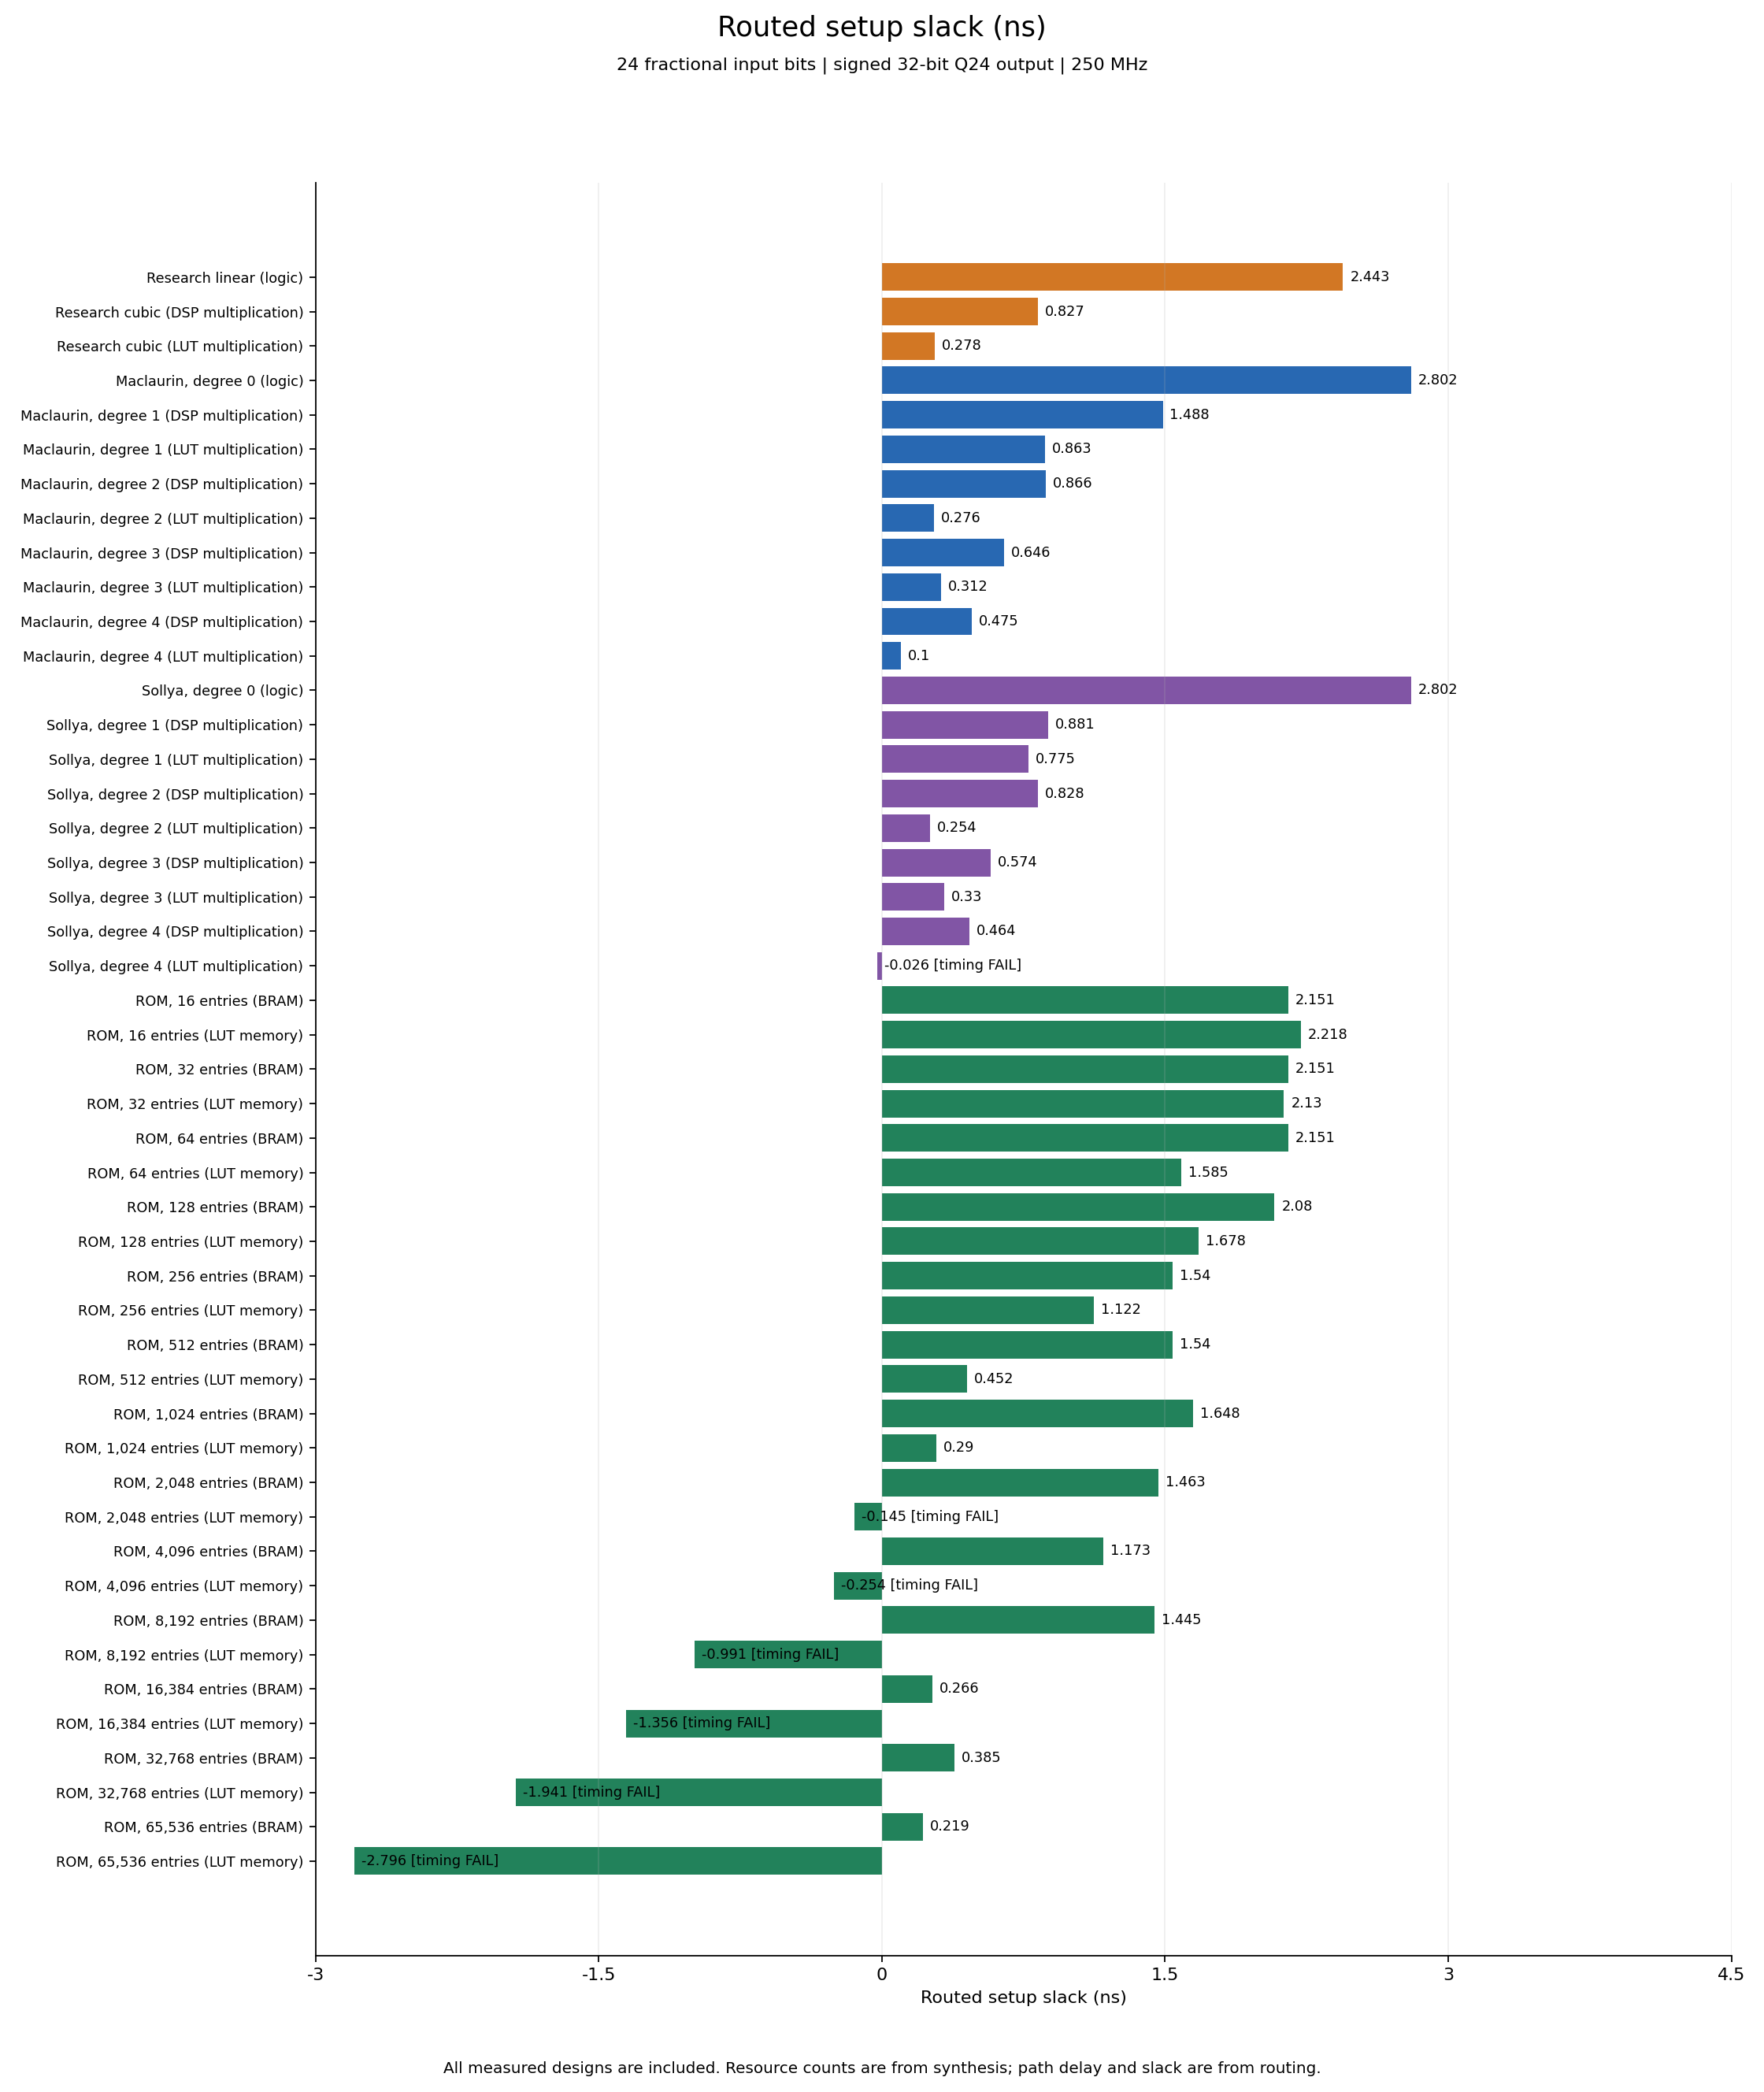 Routed setup slack (ns)
24 fractional input bits | signed 32-bit Q24 output | 250 MHz
Research linear (logic) 2.443
Research cubic (DSP multiplication) 0.827
Research cubic (LUT multiplication) 0.278
Maclaurin, degree 0 (logic) 2.802
Maclaurin, degree 1 (DSP multiplication) 1.488
Maclaurin, degree 1 (LUT multiplication) 0.863
Maclaurin, degree 2 (DSP multiplication) 0.866
Maclaurin, degree 2 (LUT multiplication) 0.276
Maclaurin, degree 3 (DSP multiplication) 0.646
Maclaurin, degree 3 (LUT multiplication) 0.312
Maclaurin, degree 4 (DSP multiplication) 0.475
Maclaurin, degree 4 (LUT multiplication) 0.1
Sollya, degree 0 (logic) 2.802
Sollya, degree 1 (DSP multiplication) 0.881
Sollya, degree 1 (LUT multiplication) 0.775
Sollya, degree 2 (DSP multiplication) 0.828
Sollya, degree 2 (LUT multiplication) 0.254
Sollya, degree 3 (DSP multiplication) 0.574
Sollya, degree 3 (LUT multiplication) 0.33
Sollya, degree 4 (DSP multiplication) 0.464
Sollya, degree 4 (LUT multiplication) -0.026 [timing FAIL]
ROM, 16 entries (BRAM) 2.151
ROM, 16 entries (LUT memory) 2.218
ROM, 32 entries (BRAM) 2.151
ROM, 32 entries (LUT memory) 2.13
ROM, 64 entries (BRAM) 2.151
ROM, 64 entries (LUT memory) 1.585
ROM, 128 entries (BRAM) 2.08
ROM, 128 entries (LUT memory) 1.678
ROM, 256 entries (BRAM) 1.54
ROM, 256 entries (LUT memory) 1.122
ROM, 512 entries (BRAM) 1.54
ROM, 512 entries (LUT memory) 0.452
ROM, 1,024 entries (BRAM) 1.648
ROM, 1,024 entries (LUT memory) 0.29
ROM, 2,048 entries (BRAM) 1.463
ROM, 2,048 entries (LUT memory) -0.145 [timing FAIL]
ROM, 4,096 entries (BRAM) 1.173
ROM, 4,096 entries (LUT memory) -0.254 [timing FAIL]
ROM, 8,192 entries (BRAM) 1.445
ROM, 8,192 entries (LUT memory) -0.991 [timing FAIL]
ROM, 16,384 entries (BRAM) 0.266
ROM, 16,384 entries (LUT memory) -1.356 [timing FAIL]
ROM, 32,768 entries (BRAM) 0.385
ROM, 32,768 entries (LUT memory) -1.941 [timing FAIL]
ROM, 65,536 entries (BRAM) 0.219
ROM, 65,536 entries (LUT memory) -2.796 [timing FAIL]
-3 -1.5 0 1.5 3 4.5
Routed setup slack (ns)
All measured designs are included. Resource counts are from synthesis; path delay and slack are from routing.